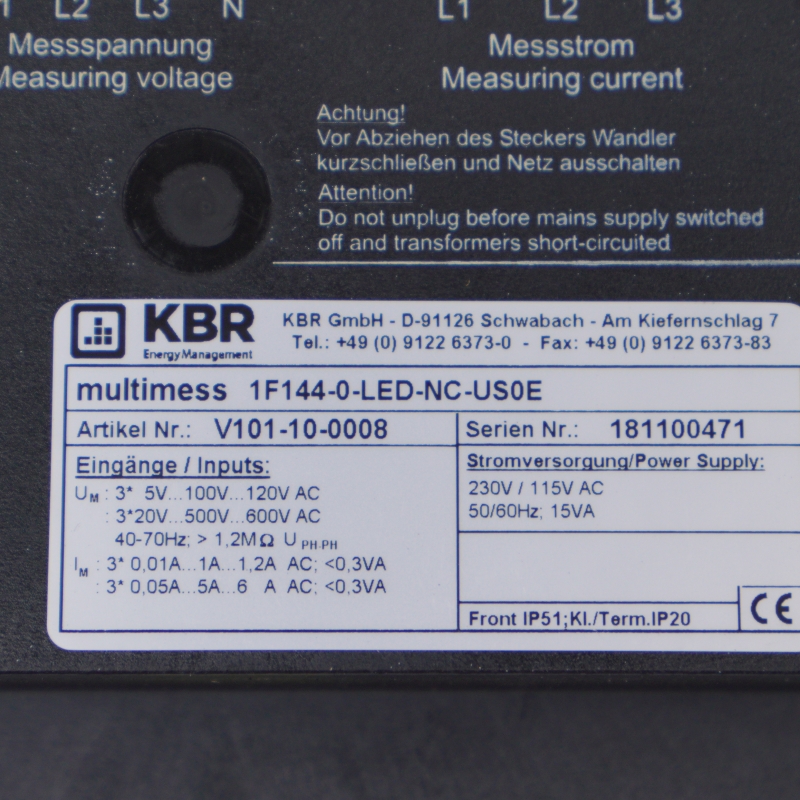 1 L2 L3 N
Messspannung
Measuring voltage
L1 L2 L3
Messstrom
Measuring current
Achtung!
Vor Abziehen des Steckers Wandler
kurzschließen und Netz ausschalten
Attention!
Do not unplug before mains supply switched
off and transformers short-circuited
KBR
Energy Management
KBR GmbH - D-91126 Schwabach - Am Kiefernschlag 7
Tel.: +49 (0) 9122 6373-0 - Fax: +49 (0) 9122 6373-83
multimess 1F144-0-LED-NC-US0E
Artikel Nr.: V101-10-0008
Serien Nr.: 181100471
Eingänge / Inputs:
UM : 3* 5V...100V...120V AC
: 3*20V...500V...600V AC
40-70Hz; > 1,2MΩ U PH-PH
IM : 3* 0,01A...1A...1,2A AC; <0,3VA
: 3* 0,05A...5A...6 A AC; <0,3VA
Stromversorgung/Power Supply:
230V / 115V AC
50/60Hz; 15VA
Front IP51;Kl./Term.IP20
CE